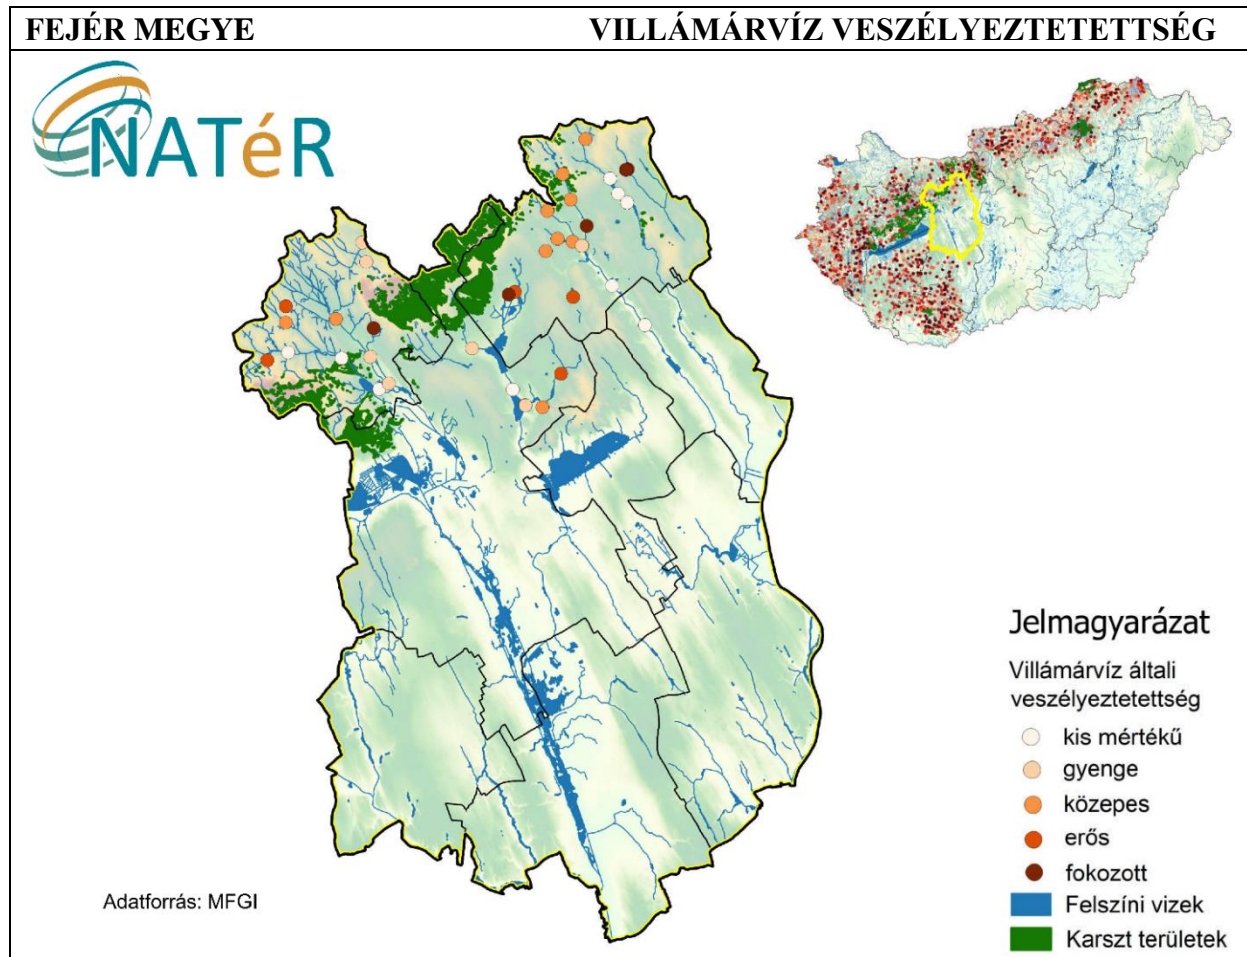 FEJÉR MEGYE
VILLÁMÁRVÍZ VESZÉLYEZTETETTSÉG
NATéR
Jelmagyarázat
Villámárvíz általi
veszélyeztetettség
kis mértékű
gyenge
közepes
erős
fokozott
Felszíni vizek
Karszt területek
Adatforrás: MFGI